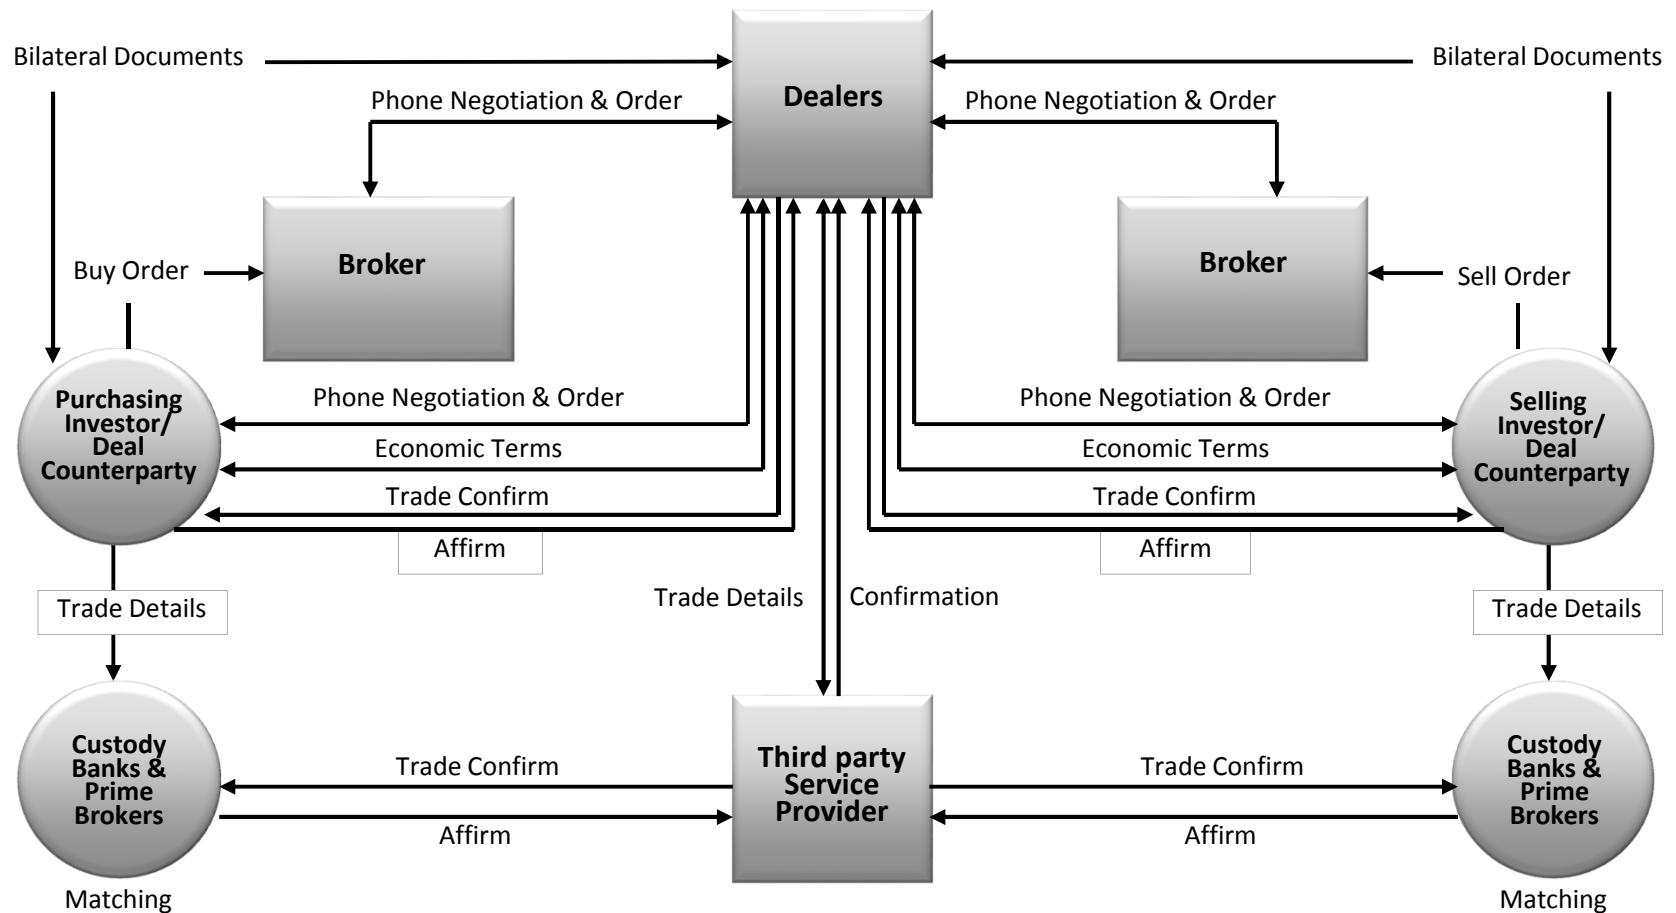 Bilateral Documents
Bilateral Documents
Dealers
Phone Negotiation & Order
Phone Negotiation & Order
Broker
Broker
Buy Order
Sell Order
Purchasing
Investor/
Deal
Counterparty
Selling
Investor/
Deal
Counterparty
Phone Negotiation & Order
Phone Negotiation & Order
Economic Terms
Economic Terms
Trade Confirm
Trade Confirm
Affirm
Affirm
Trade Details
Trade Details
Confirmation
Trade Details
Custody
Banks &
Prime
Brokers
Third party
Service
Provider
Custody
Banks &
Prime
Brokers
Trade Confirm
Trade Confirm
Affirm
Affirm
Matching
Matching